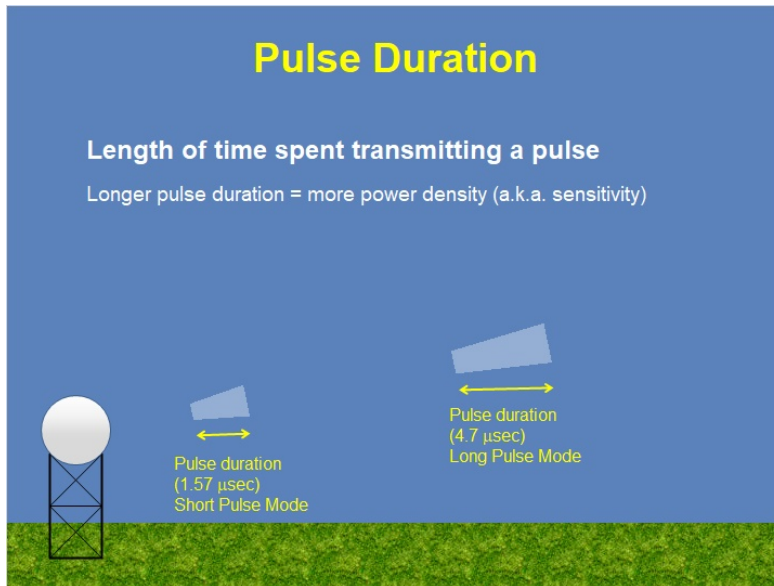 Pulse Duration
Length of time spent transmitting a pulse
Longer pulse duration = more power density (a.k.a. sensitivity)
Pulse duration
(1.57 μsec)
Short Pulse Mode
Pulse duration
(4.7 μsec)
Long Pulse Mode